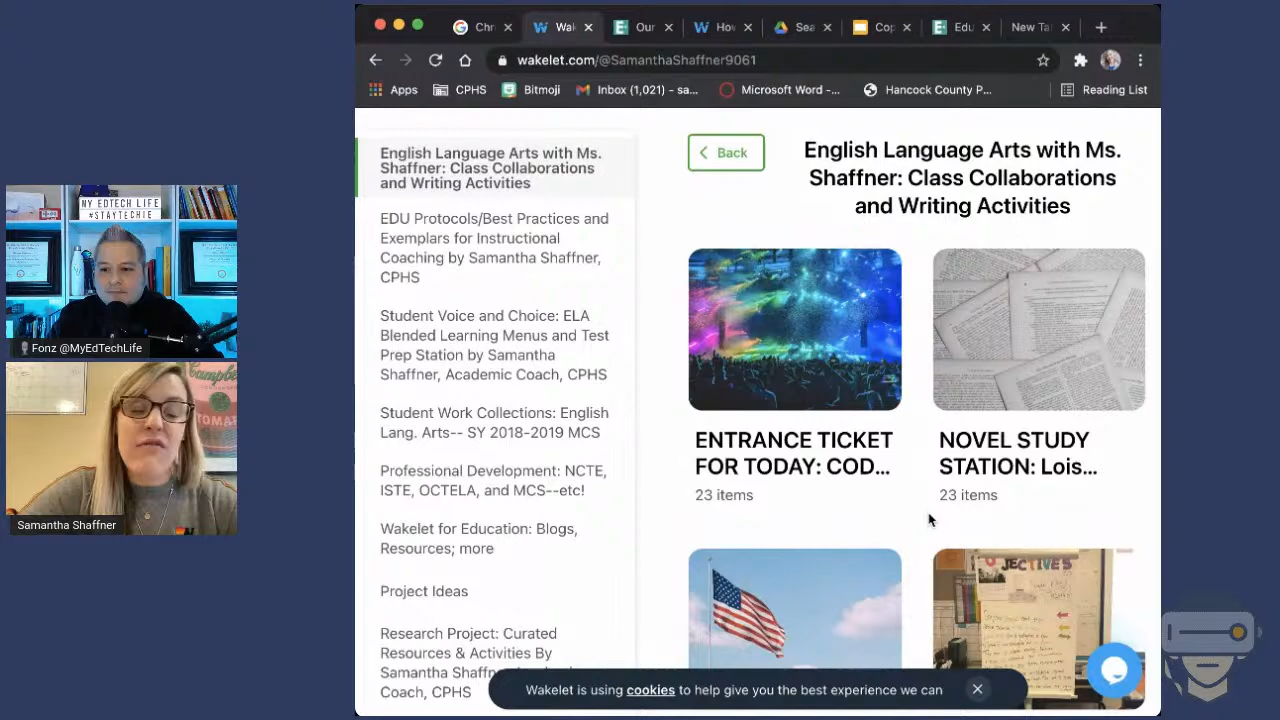 Chr
Wak
Our
How
Sea
Cop
Edu
New Ta
wakelet.com/@SamanthaShaffner9061
Apps
CPHS
Bitmoji
Inbox (1,021) - sa...
Microsoft Word -...
Hancock County P...
Reading List
MY EDTECH LIFE
#STAYTECHIE
Fonz @MyEdTechLife
Campbell
Samantha Shaffner
English Language Arts with Ms.
Shaffner: Class Collaborations
and Writing Activities
EDU Protocols/Best Practices and
Exemplars for Instructional
Coaching by Samantha Shaffner,
CPHS
Student Voice and Choice: ELA
Blended Learning Menus and Test
Prep Station by Samantha
Shaffner, Academic Coach, CPHS
Student Work Collections: English
Lang. Arts-- SY 2018-2019 MCS
Professional Development: NCTE,
ISTE, OCTELA, and MCS--etc!
Wakelet for Education: Blogs,
Resources; more
Project Ideas
Research Project: Curated
Resources & Activities By
Samantha Shaffn
Coach, CPHS
Back
English Language Arts with Ms.
Shaffner: Class Collaborations
and Writing Activities
ENTRANCE TICKET
FOR TODAY: COD...
23 items
NOVEL STUDY
STATION: Lois...
23 items
OBJECTIVES
Wakelet is using cookies to help give you the best experience we can